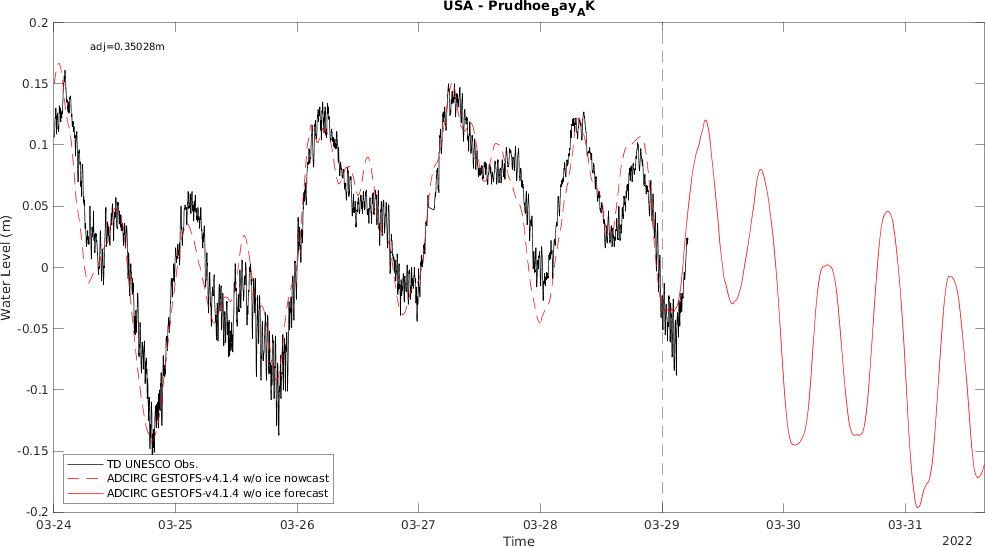 USA - PrudhoeBayAK
adj=0.35028m
0.2
0.15
0.1
0.05
0
-0.05
-0.1
-0.15
-0.2
Water Level (m)
TD UNESCO Obs.
ADCIRC GESTOFS-v4.1.4 w/o ice nowcast
ADCIRC GESTOFS-v4.1.4 w/o ice forecast
03-24 03-25 03-26 03-27 03-28 03-29 03-30 03-31
Time
2022